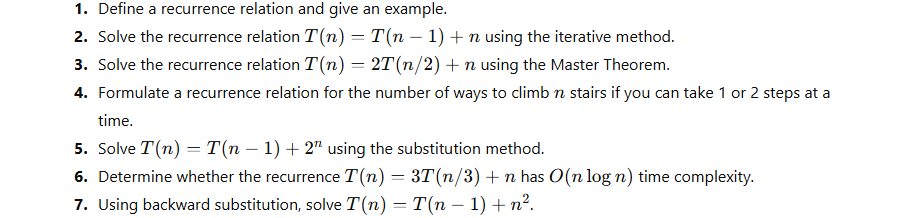 1. Define a recurrence relation and give an example.
2. Solve the recurrence relation T(n) = T(n − 1) + n using the iterative method.
3. Solve the recurrence relation T(n) = 2T(n/2) + n using the Master Theorem.
4. Formulate a recurrence relation for the number of ways to climb n stairs if you can take 1 or 2 steps at a
time.
5. Solve T(n) = T(n − 1) + 2ⁿ using the substitution method.
6. Determine whether the recurrence T(n) = 3T(n/3) + n has O(n log n) time complexity.
7. Using backward substitution, solve T(n) = T(n − 1) + n².